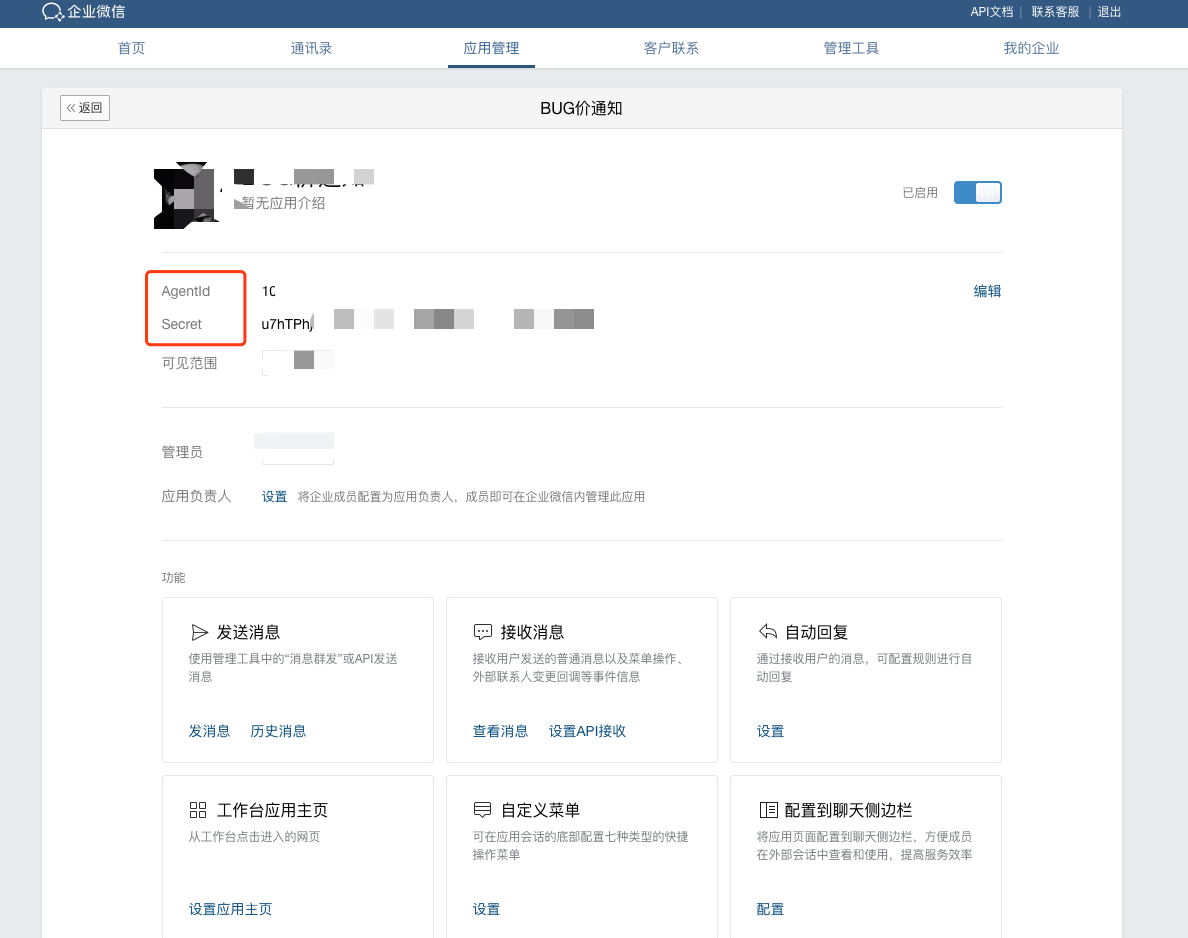 企业微信
API文档 | 联系客服 | 退出
首页 通讯录 应用管理 客户联系 管理工具 我的企业
« 返回
BUG价通知
暂无应用介绍
已启用
AgentId 10
编辑
Secret u7hTPh
可见范围
管理员
应用负责人 设置 将企业成员配置为应用负责人，成员即可在企业微信内管理此应用
功能
发送消息
使用管理工具中的“消息群发”或API发送
消息
发消息 历史消息
接收消息
接收用户发送的普通消息以及菜单操作、
外部联系人变更回调等事件信息
查看消息 设置API接收
自动回复
通过接收用户的消息，可配置规则进行自
动回复
设置
工作台应用主页
从工作台点击进入的网页
设置应用主页
自定义菜单
可在应用会话的底部配置七种类型的快捷
操作菜单
设置
配置到聊天侧边栏
将应用页面配置到聊天侧边栏，方便成员
在外部会话中查看和使用，提高服务效率
配置